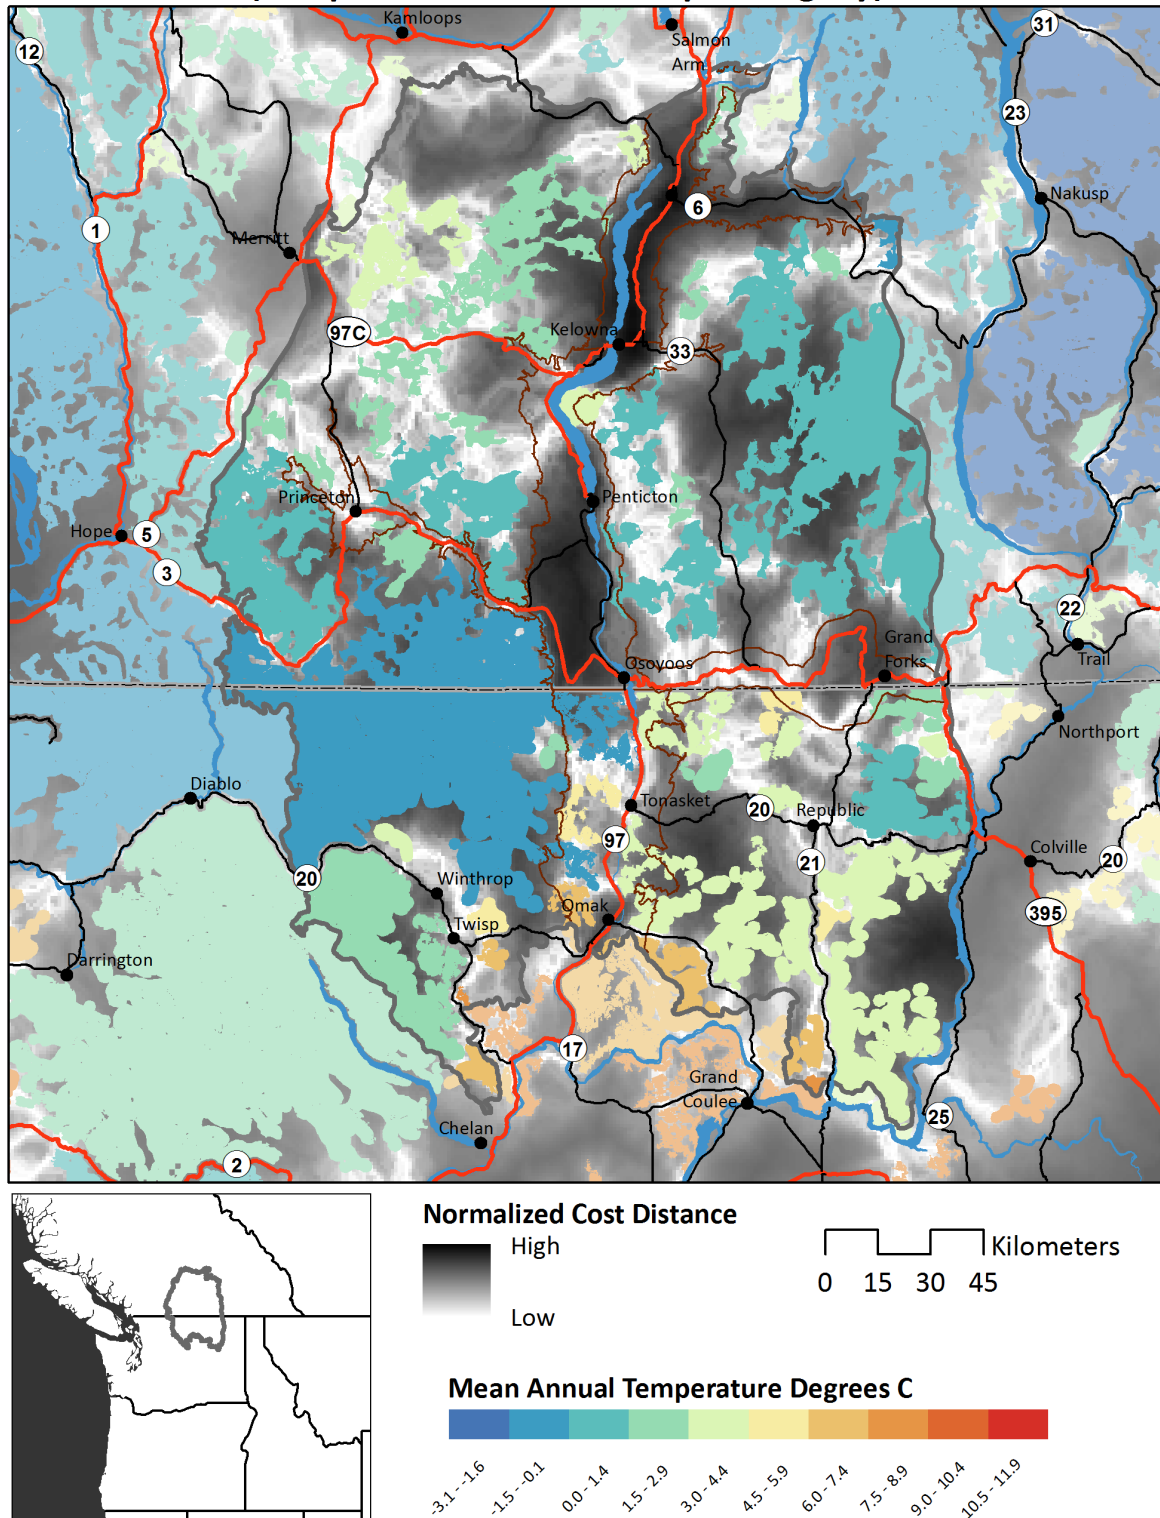 Kamloops
Salmon
Arm
31
12
23
Nakusp
6
1
Merritt
97C
Kelowna
33
Princeton
Penticton
Hope
5
3
22
Grand
Forks
Osoyoos
Trail
Northport
Diablo
Tonasket
20
Republic
97
21
Colville
20
20
Winthrop
395
Omak
Twisp
Darrington
17
Grand
Coulee
25
Chelan
2
Normalized Cost Distance
High
Low
Kilometers
0 15 30 45
Mean Annual Temperature Degrees C
-3.1 - -1.6
-1.5 - -0.1
0.0 - 1.4
1.5 - 2.9
3.0 - 4.4
4.5 - 5.9
6.0 - 7.4
7.5 - 8.9
9.0 - 10.4
10.5 - 11.9